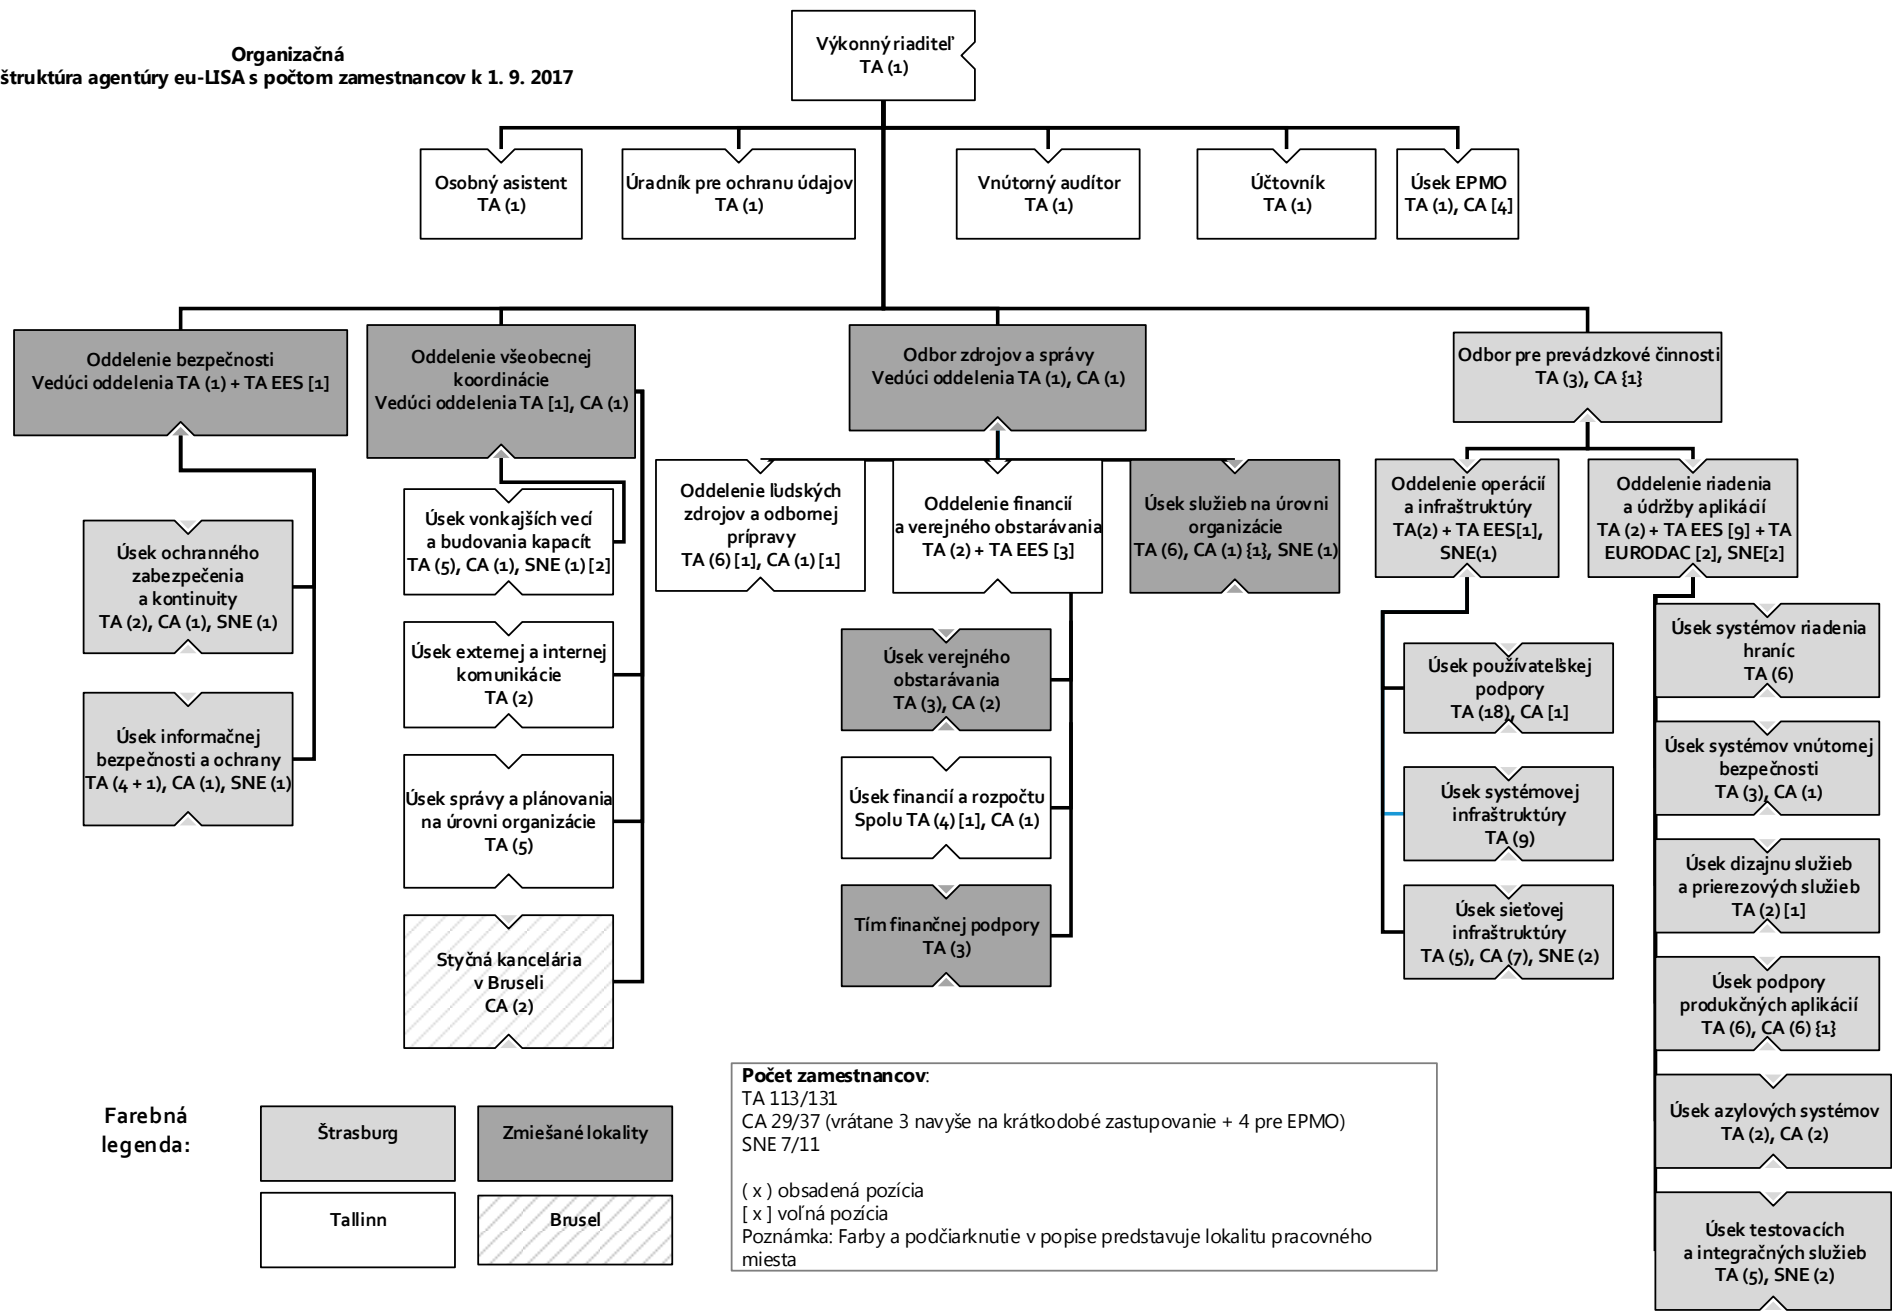 Organizačná
štruktúra agentúry eu-LISA s počtom zamestnancov k 1. 9. 2017
Výkonný riaditeľ
TA (1)
Osobný asistent
TA (1)
Úradník pre ochranu údajov
TA (1)
Vnútorný audítor
TA (1)
Účtovník
TA (1)
Úsek EPMO
TA (1), CA [4]
Oddelenie bezpečnosti
Vedúci oddelenia TA (1) + TA EES [1]
Oddelenie všeobecnej
koordinácie
Vedúci oddelenia TA [1], CA (1)
Odbor zdrojov a správy
Vedúci oddelenia TA (1), CA (1)
Odbor pre prevádzkové činnosti
TA (3), CA {1}
Úsek ochranného
zabezpečenia
a kontinuity
TA (2), CA (1), SNE (1)
Úsek informačnej
bezpečnosti a ochrany
TA (4 + 1), CA (1), SNE (1)
Úsek vonkajších vecí
a budovania kapacít
TA (5), CA (1), SNE (1) [2]
Úsek externej a internej
komunikácie
TA (2)
Úsek správy a plánovania
na úrovni organizácie
TA (5)
Styčná kancelária
v Bruseli
CA (2)
Oddelenie ľudských
zdrojov a odbornej
prípravy
TA (6) [1], CA (1) [1]
Oddelenie financií
a verejného obstarávania
TA (2) + TA EES [3]
Úsek služieb na úrovni
organizácie
TA (6), CA (1) {1}, SNE (1)
Úsek verejného
obstarávania
TA (3), CA (2)
Úsek financií a rozpočtu
Spolu TA (4) [1], CA (1)
Tím finančnej podpory
TA (3)
Oddelenie operácií
a infraštruktúry
TA(2) + TA EES[1],
SNE(1)
Oddelenie riadenia
a údržby aplikácií
TA (2) + TA EES [9] + TA
EURODAC [2], SNE[2]
Úsek používateľskej
podpory
TA (18), CA [1]
Úsek systémovej
infraštruktúry
TA (9)
Úsek sieťovej
infraštruktúry
TA (5), CA (7), SNE (2)
Úsek systémov riadenia
hraníc
TA (6)
Úsek systémov vnútornej
bezpečnosti
TA (3), CA (1)
Úsek dizajnu služieb
a prierezových služieb
TA (2) [1]
Úsek podpory
produkčných aplikácií
TA (6), CA (6) {1}
Úsek azylových systémov
TA (2), CA (2)
Úsek testovacích
a integračných služieb
TA (5), SNE (2)
Farebná
legenda:
Štrasburg
Zmiešané lokality
Tallinn
Brusel
Počet zamestnancov:
TA 113/131
CA 29/37 (vrátane 3 navyše na krátkodobé zastupovanie + 4 pre EPMO)
SNE 7/11
( x ) obsadená pozícia
[ x ] voľná pozícia
Poznámka: Farby a podčiarknutie v popise predstavuje lokalitu pracovného
miesta